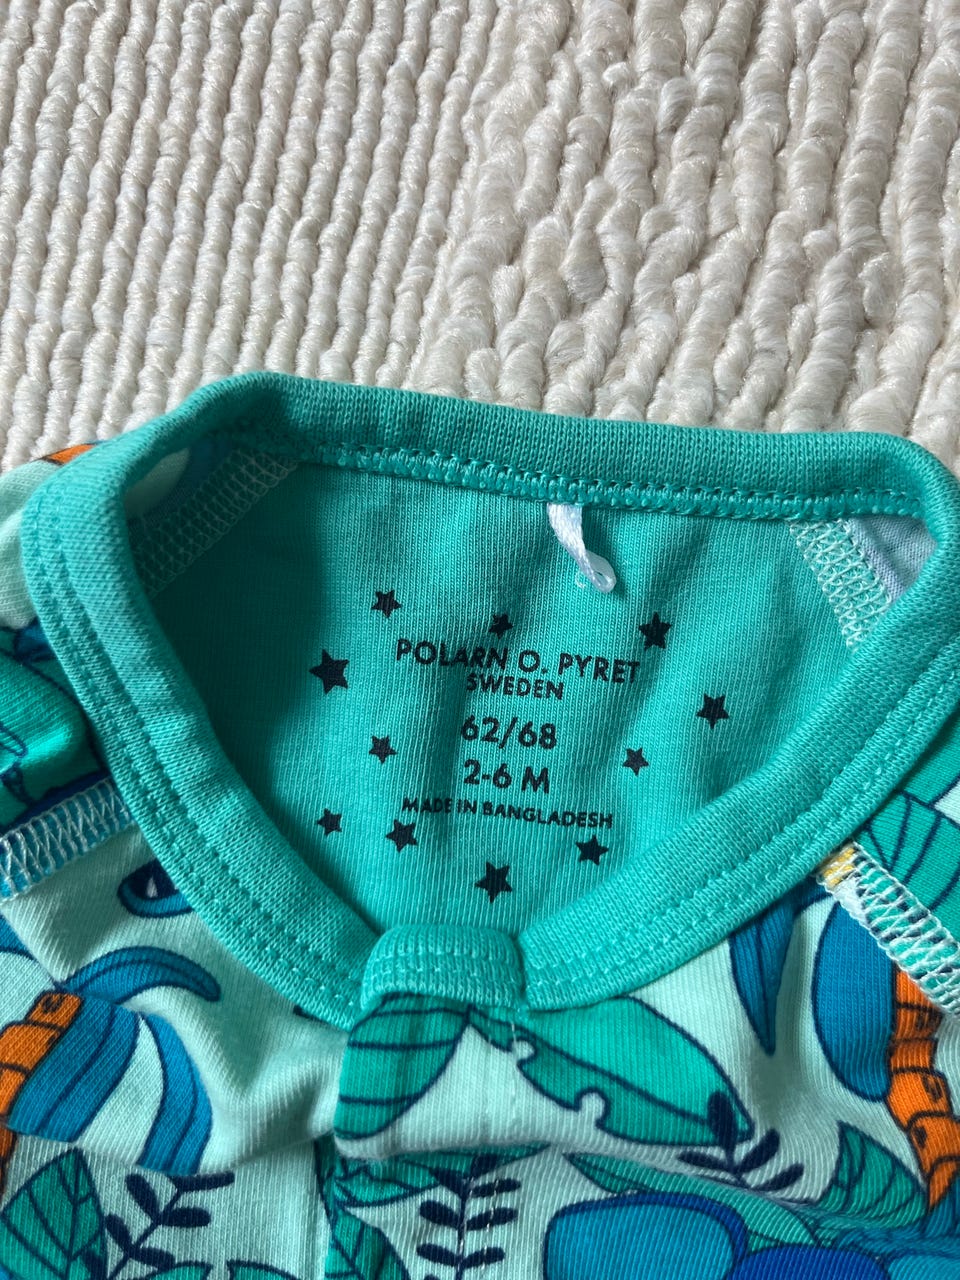 POLARN O. PYRET
SWEDEN
62/68
2-6 M
MADE IN BANGLADESH